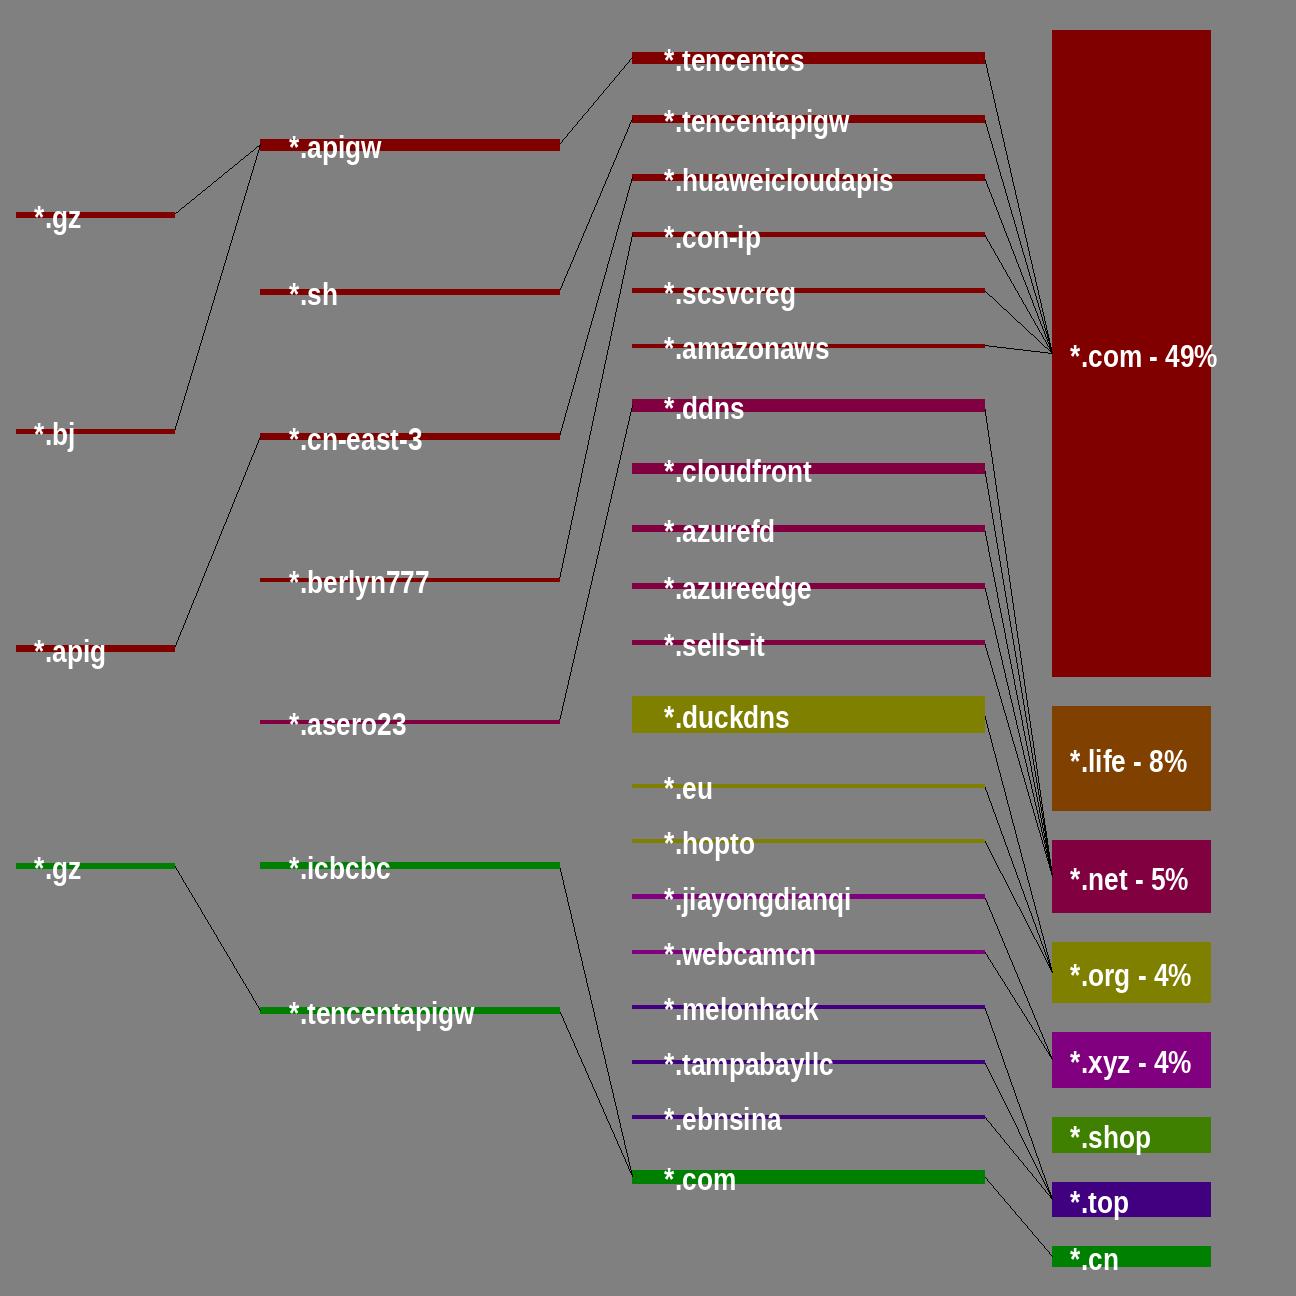 *.gz
*.bj
*.apig
*.gz
*.apigw
*.sh
*.cn-east-3
*.berlyn777
*.asero23
*.icbcbc
*.tencentapigw
*.tencentcs
*.tencentapigw
*.huaweicloudapis
*.con-ip
*.scsvcreg
*.amazonaws
*.ddns
*.cloudfront
*.azurefd
*.azureedge
*.sells-it
*.duckdns
*.eu
*.hopto
*.jiayongdianqi
*.webcamcn
*.melonhack
*.tampabayllc
*.ebnsina
*.com
*.com - 49%
*.life - 8%
*.net - 5%
*.org - 4%
*.xyz - 4%
*.shop
*.top
*.cn